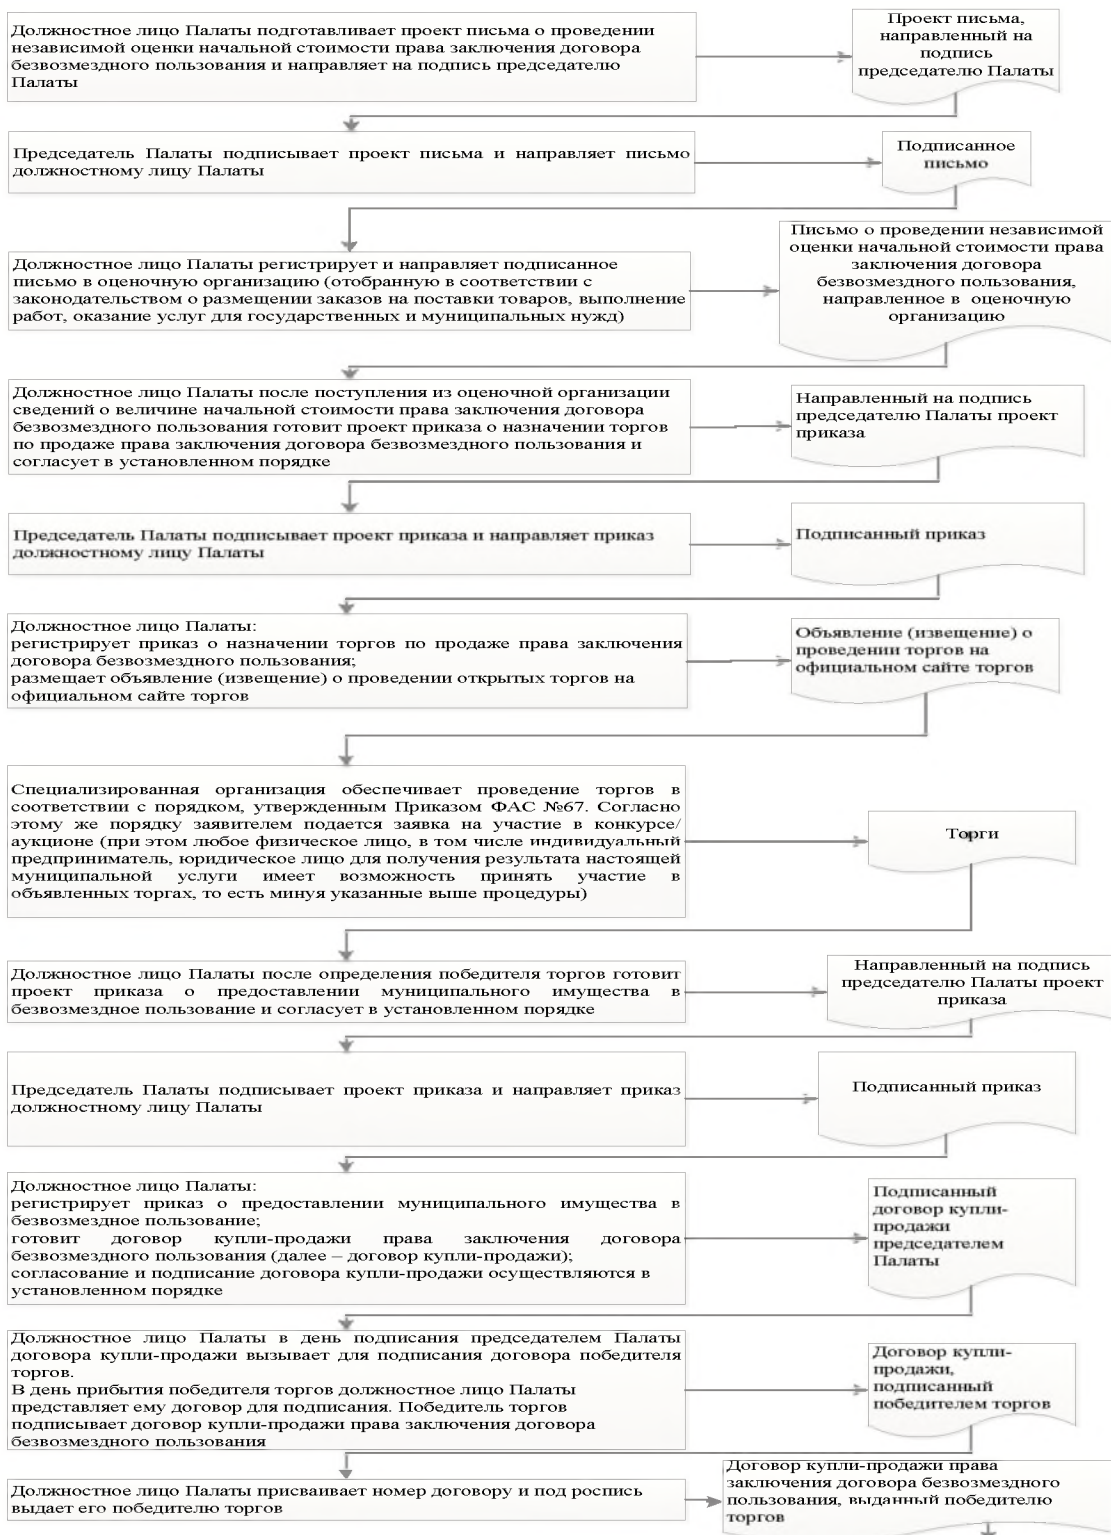 Должностное лицо Палаты подготавливает проект письма о проведении
независимой оценки начальной стоимости права заключения договора
безвозмездного пользования и направляет на подпись председателю
Палаты
Проект письма,
направленный на
подпись
председателю Палаты
Председатель Палаты подписывает проект письма и направляет письмо
должностному лицу Палаты
Подписанное
письмо
Должностное лицо Палаты регистрирует и направляет подписанное
письмо в оценочную организацию (отобранную в соответствии с
законодательством о размещении заказов на поставки товаров, выполнение
работ, оказание услуг для государственных и муниципальных нужд)
Письмо о проведении независимой
оценки начальной стоимости права
заключения договора
безвозмездного пользования,
направленное в оценочную
организацию
Должностное лицо Палаты после поступления из оценочной организации
сведений о величине начальной стоимости права заключения договора
безвозмездного пользования готовит проект приказа о назначении торгов
по продаже права заключения договора безвозмездного пользования и
согласует в установленном порядке
Направленный на подпись
председателю Палаты проект
приказа
Председатель Палаты подписывает проект приказа и направляет приказ
должностному лицу Палаты
Подписанный приказ
Должностное лицо Палаты:
регистрирует приказ о назначении торгов по продаже права заключения
договора безвозмездного пользования;
размещает объявление (извещение) о проведении открытых торгов на
официальном сайте торгов
Объявление (извещение) о
проведении торгов на
официальном сайте торгов
Специализированная организация обеспечивает проведение торгов в
соответствии с порядком, утвержденным Приказом ФАС №67. Согласно
этому же порядку заявителем подается заявка на участие в конкурсе/
аукционе (при этом любое физическое лицо, в том числе индивидуальный
предприниматель, юридическое лицо для получения результата настоящей
муниципальной услуги имеет возможность принять участие в
объявленных торгах, то есть минуя указанные выше процедуры)
Торги
Должностное лицо Палаты после определения победителя торгов готовит
проект приказа о предоставлении муниципального имущества в
безвозмездное пользование и согласует в установленном порядке
Направленный на подпись
председателю Палаты проект
приказа
Председатель Палаты подписывает проект приказа и направляет приказ
должностному лицу Палаты
Подписанный приказ
Должностное лицо Палаты:
регистрирует приказ о предоставлении муниципального имущества в
безвозмездное пользование;
готовит договор купли-продажи права заключения договора
безвозмездного пользования (далее – договор купли-продажи);
согласование и подписание договора купли-продажи осуществляются в
установленном порядке
Подписанный
договор купли-
продажи
председателем
Палаты
Должностное лицо Палаты в день подписания председателем Палаты
договора купли-продажи вызывает для подписания договора победителя
торгов.
В день прибытия победителя торгов должностное лицо Палаты
представляет ему договор для подписания. Победитель торгов
подписывает договор купли-продажи права заключения договора
безвозмездного пользования
Договор купли-
продажи,
подписанный
победителем торгов
Должностное лицо Палаты присваивает номер договору и под роспись
выдает его победителю торгов
Договор купли-продажи права
заключения договора безвозмездного
пользования, выданный победителю
торгов